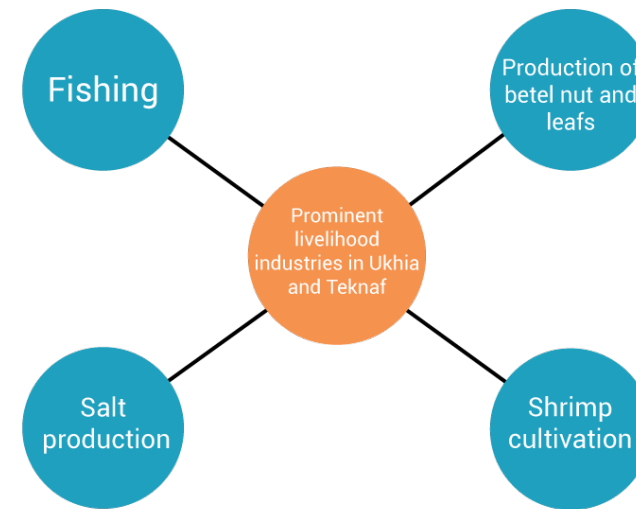 Fishing
Production of
betel nut and
leafs
Prominent
livelihood
industries in Ukhia
and Teknaf
Salt
production
Shrimp
cultivation